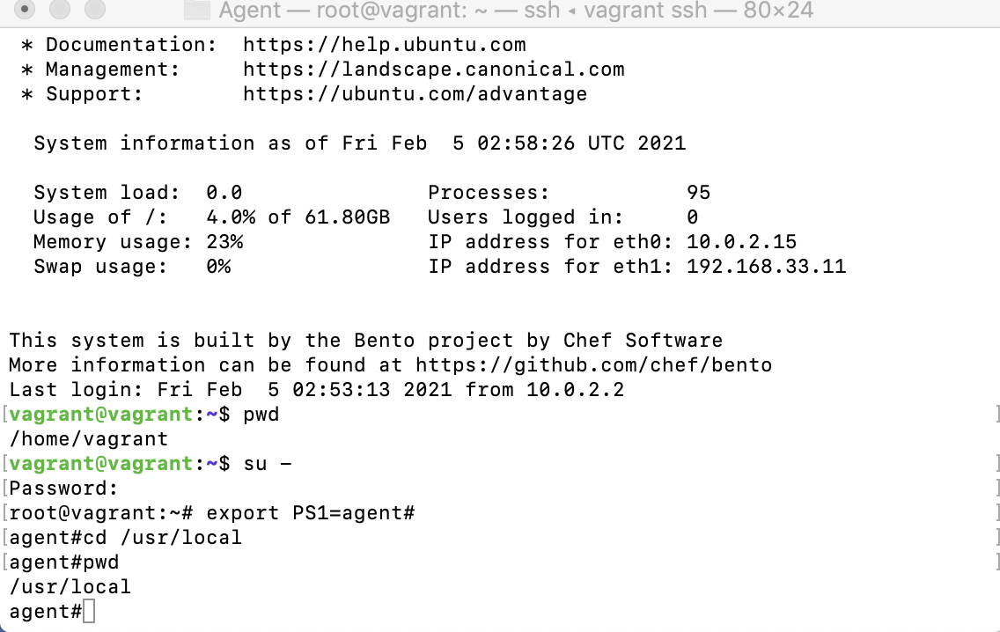 Agent — root@vagrant: ~ — ssh ◂ vagrant ssh — 80×24
* Documentation:  https://help.ubuntu.com
* Management:     https://landscape.canonical.com
* Support:        https://ubuntu.com/advantage
System information as of Fri Feb  5 02:58:26 UTC 2021
System load:  0.0               Processes:           95
Usage of /:   4.0% of 61.80GB   Users logged in:     0
Memory usage: 23%               IP address for eth0: 10.0.2.15
Swap usage:   0%                IP address for eth1: 192.168.33.11
This system is built by the Bento project by Chef Software
More information can be found at https://github.com/chef/bento
Last login: Fri Feb  5 02:53:13 2021 from 10.0.2.2
[vagrant@vagrant:~$ pwd ]
/home/vagrant
[vagrant@vagrant:~$ su - ]
[Password: ]
[root@vagrant:~# export PS1=agent# ]
[agent#cd /usr/local ]
[agent#pwd ]
/usr/local
agent#